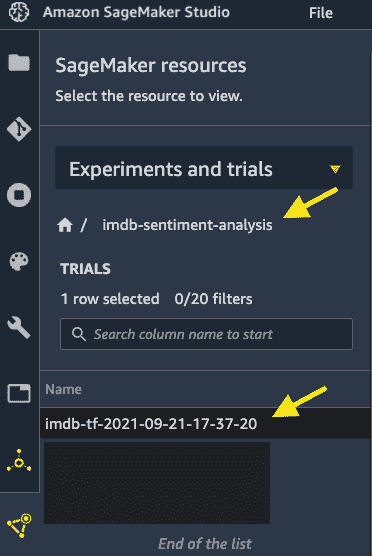 Amazon SageMaker Studio File
SageMaker resources
Select the resource to view.
Experiments and trials
/ imdb-sentiment-analysis
TRIALS
1 row selected 0/20 filters
Search column name to start
Name
imdb-tf-2021-09-21-17-37-20
End of the list